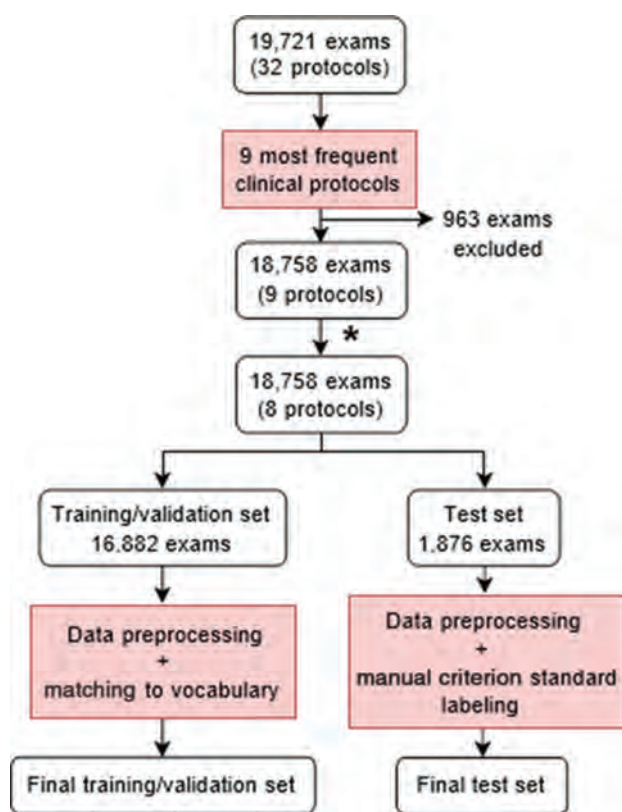 19,721 exams
(32 protocols)
9 most frequent
clinical protocols
963 exams
excluded
18,758 exams
(9 protocols)
*
18,758 exams
(8 protocols)
Training/validation set
16.882 exams
Test set
1.876 exams
Data preprocessing
+
matching to vocabulary
Data preprocessing
+
manual criterion standard
labeling
Final training/validation set
Final test set